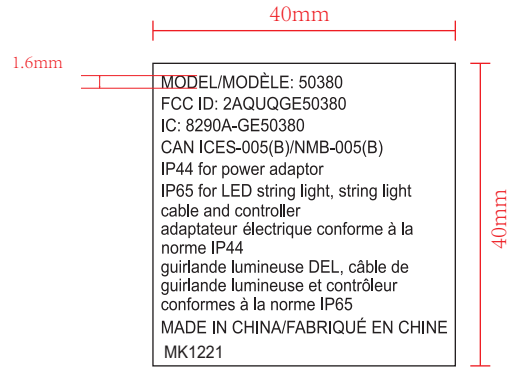 40mm
1.6mm
MODEL/MODÈLE: 50380
FCC ID: 2AQUQGE50380
IC: 8290A-GE50380
CAN ICES-005(B)/NMB-005(B)
IP44 for power adaptor
IP65 for LED string light, string light
cable and controller
adaptateur électrique conforme à la
norme IP44
guirlande lumineuse DEL, câble de
guirlande lumineuse et contrôleur
conformes à la norme IP65
MADE IN CHINA/FABRIQUÉ EN CHINE
MK1221
40mm